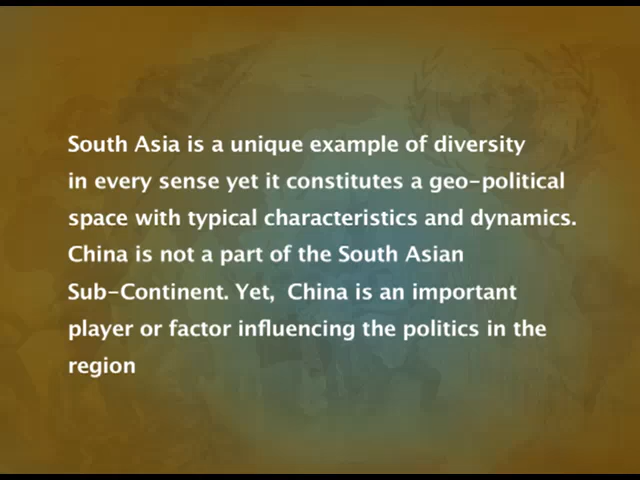 South Asia is a unique example of diversity
in every sense yet it constitutes a geo-political
space with typical characteristics and dynamics.
China is not a part of the South Asian
Sub-Continent. Yet,  China is an important
player or factor influencing the politics in the
region